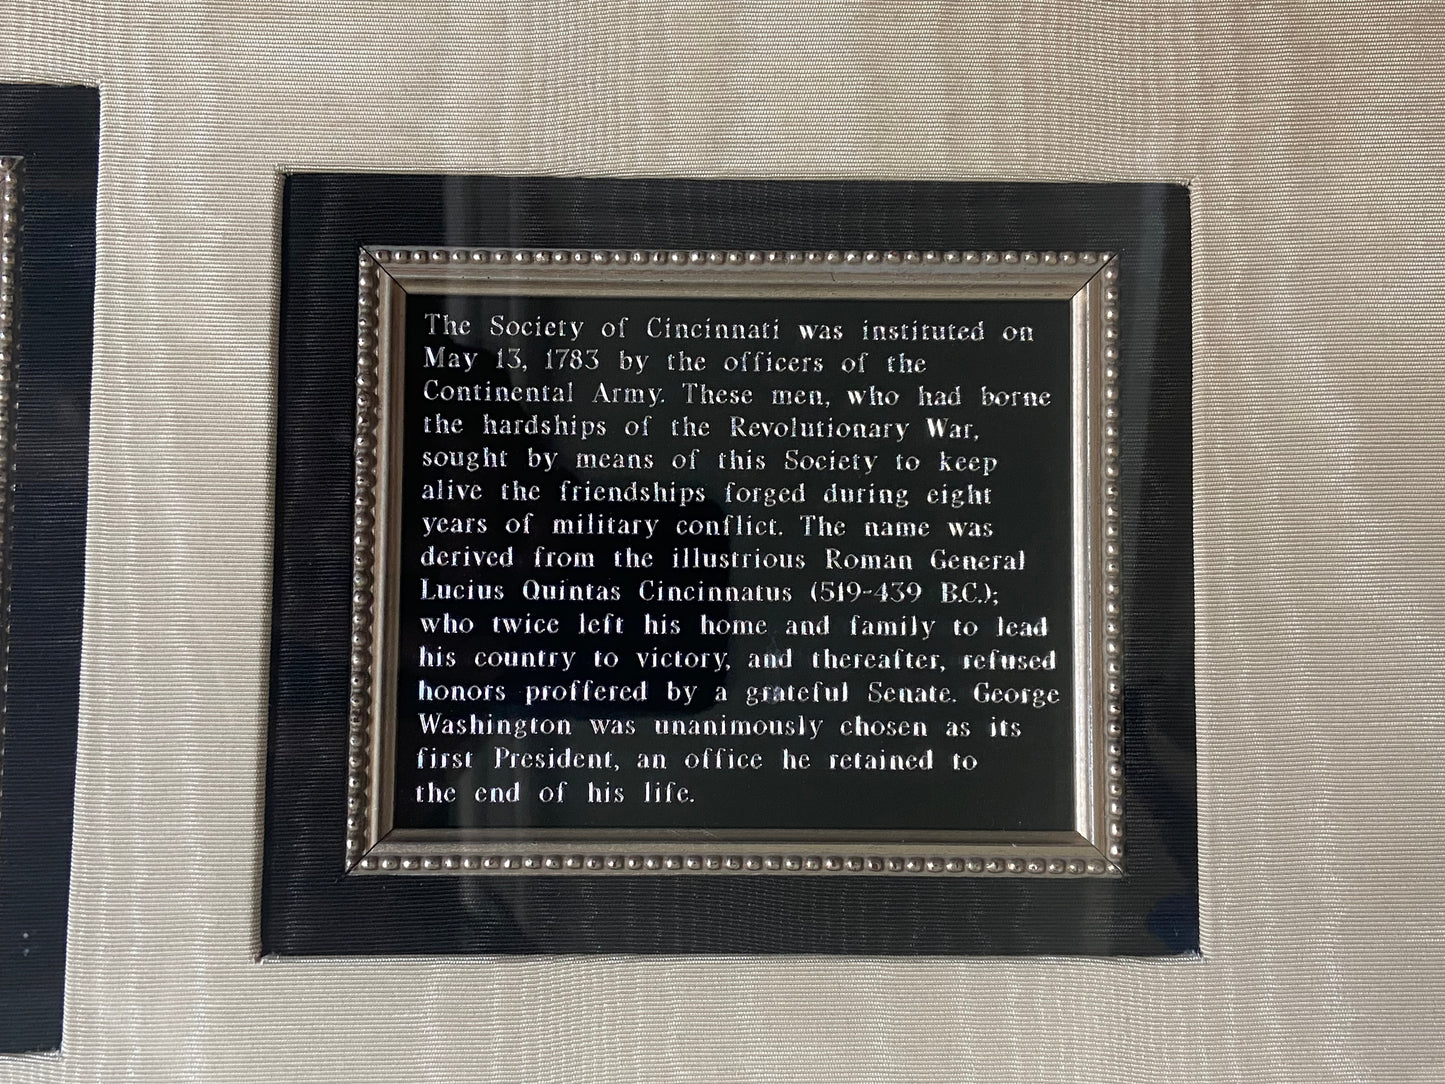 The Society of Cincinnati was instituted on
May 13, 1783 by the officers of the
Continental Army. These men, who had borne
the hardships of the Revolutionary War,
sought by means of this Society to keep
alive the friendships forged during eight
years of military conflict. The name was
derived from the illustrious Roman General
Lucius Quintas Cincinnatus (519-439 B.C.);
who twice left his home and family to lead
his country to victory, and thereafter, refused
honors proffered by a grateful Senate. George
Washington was unanimously chosen as its
first President, an office he retained to
the end of his life.